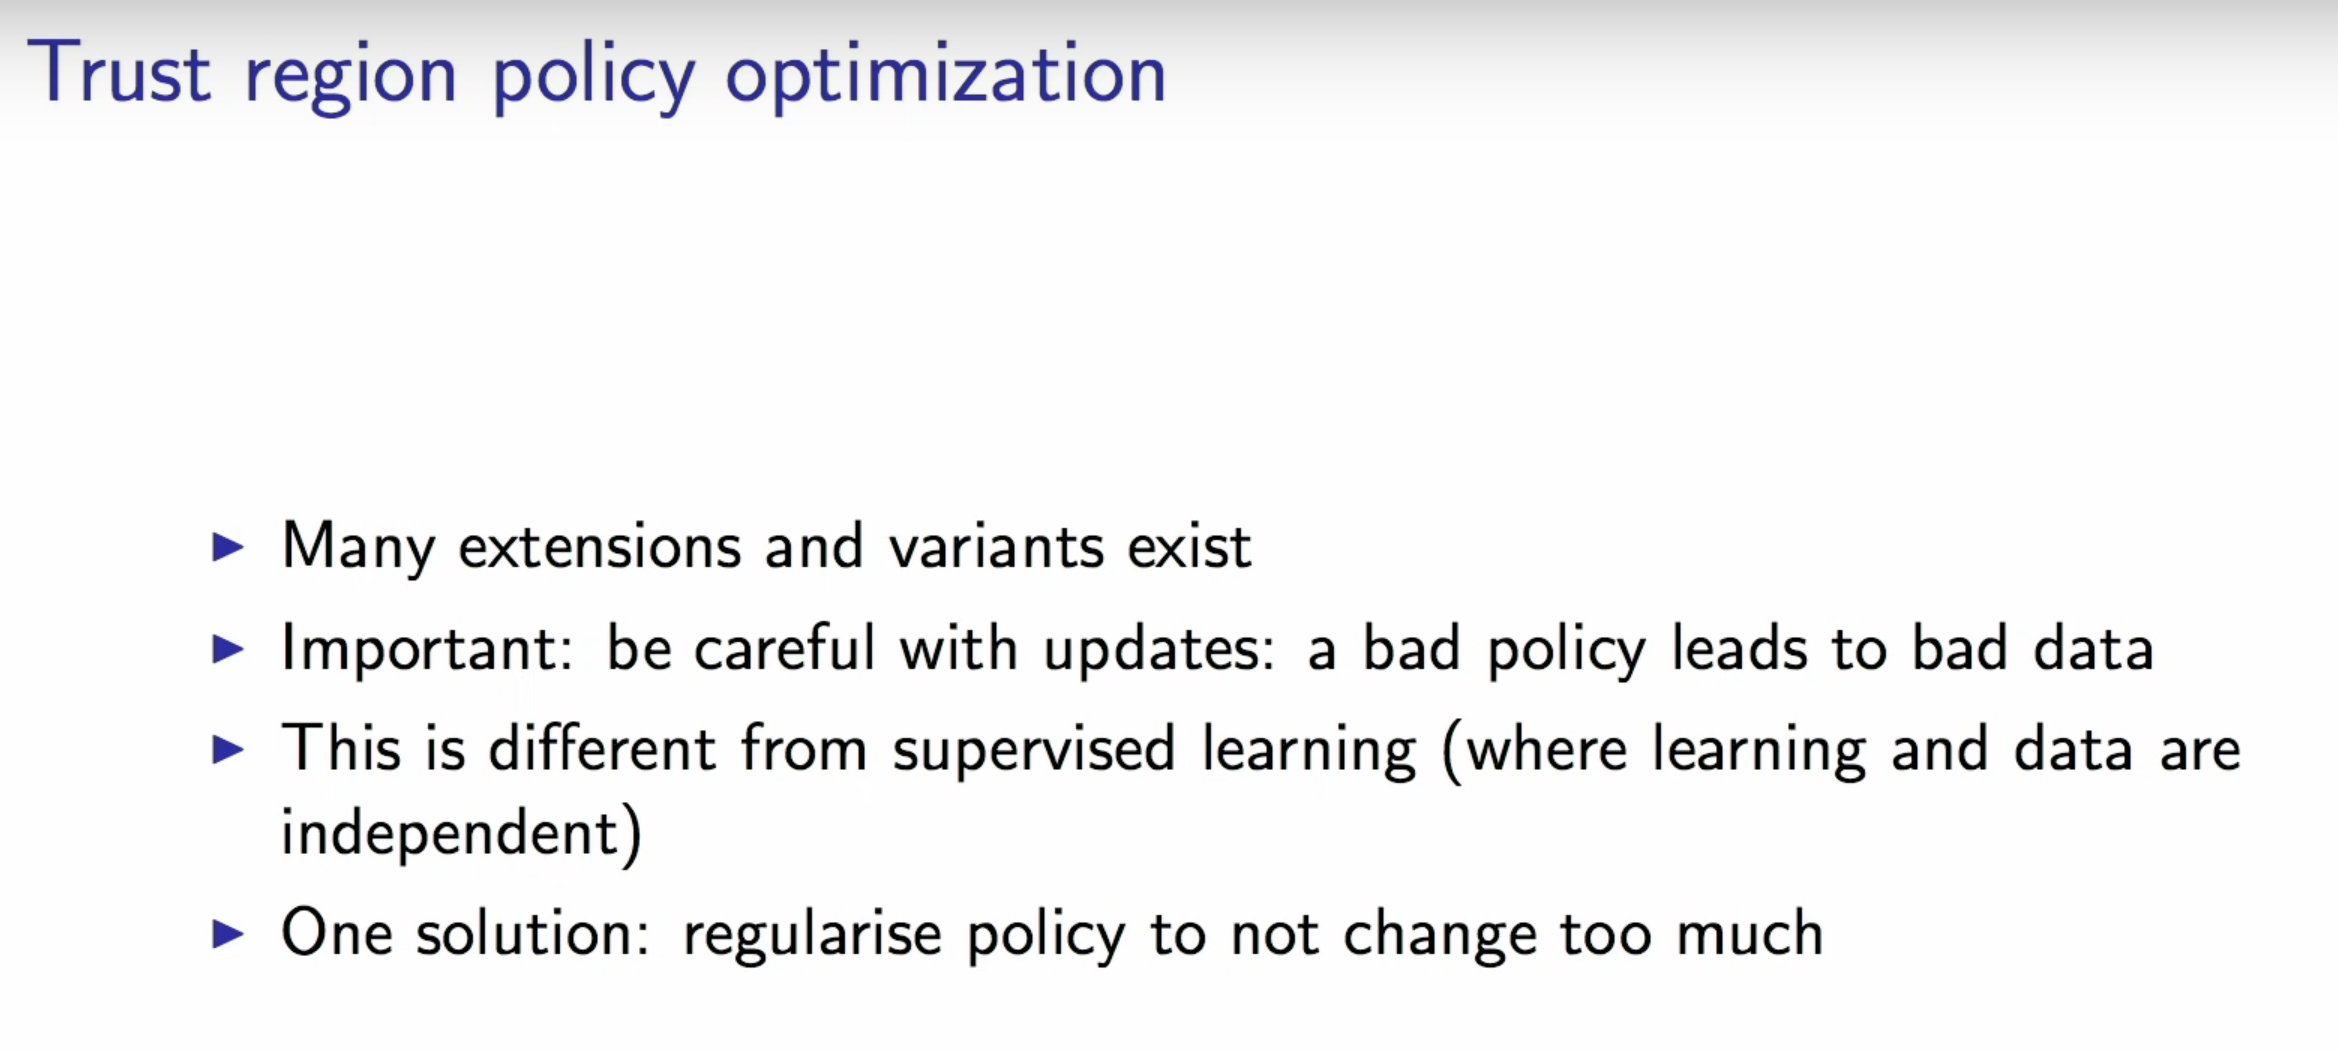 Trust region policy optimization
▶ Many extensions and variants exist
▶ Important: be careful with updates: a bad policy leads to bad data
▶ This is different from supervised learning (where learning and data are
independent)
▶ One solution: regularise policy to not change too much